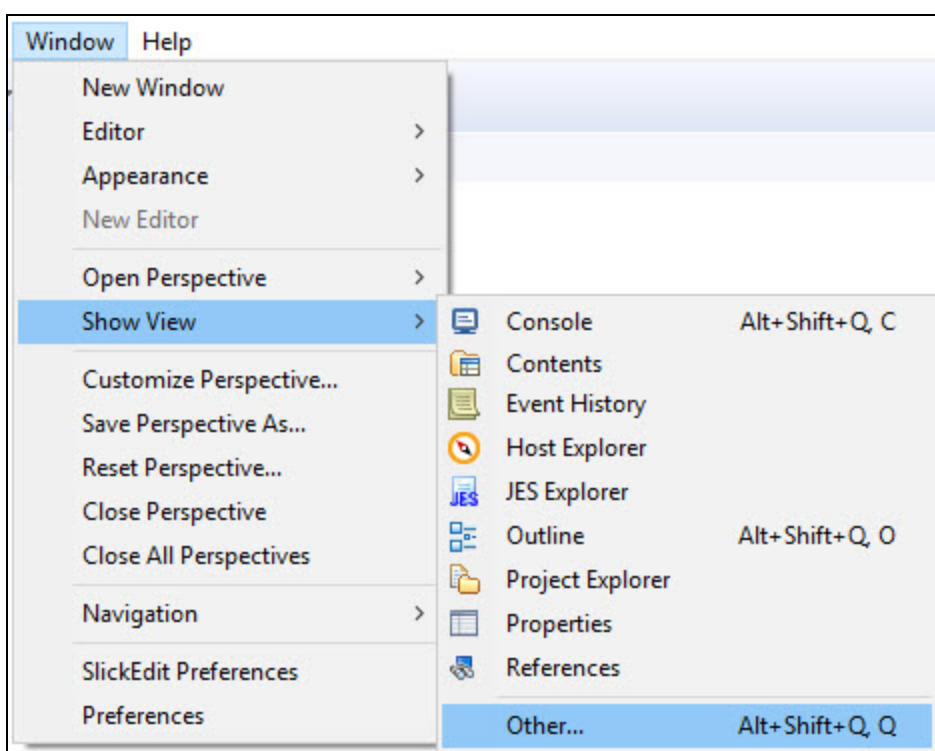 Window Help
New Window
Editor
Appearance
New Editor
Open Perspective
Show View
Customize Perspective...
Save Perspective As...
Reset Perspective...
Close Perspective
Close All Perspectives
Navigation
SlickEdit Preferences
Preferences
Console Alt+Shift+Q, C
Contents
Event History
Host Explorer
JES JES Explorer
Outline Alt+Shift+Q, O
Project Explorer
Properties
References
Other... Alt+Shift+Q, Q